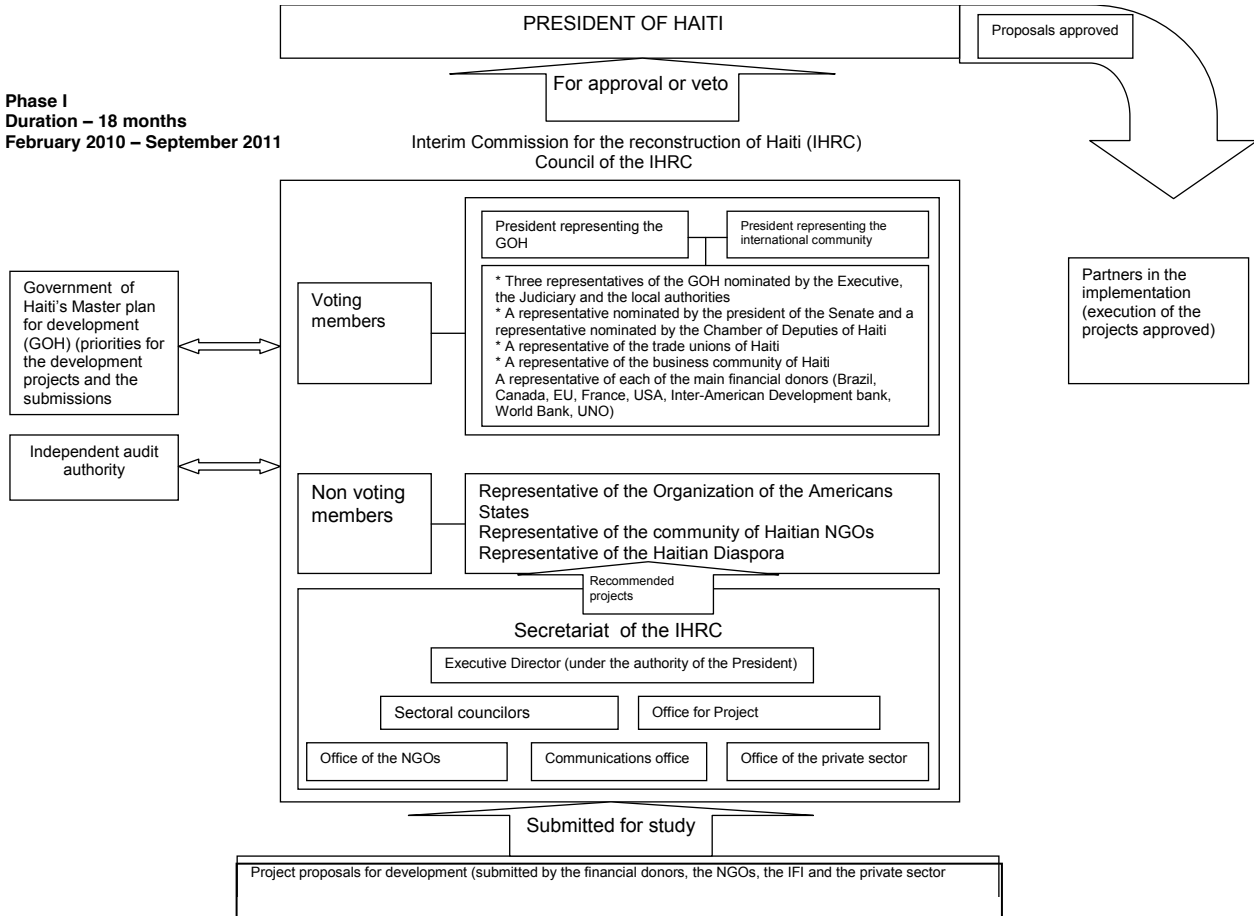 PRESIDENT OF HAITI
Proposals approved
For approval or veto
Phase I
Duration – 18 months
February 2010 – September 2011
Interim Commission for the reconstruction of Haiti (IHRC)
Council of the IHRC
President representing the
GOH
President representing the
international community
Government of
Haiti's Master plan
for development
(GOH) (priorities for
the development
projects and the
submissions
Voting
members
* Three representatives of the GOH nominated by the Executive,
the Judiciary and the local authorities
* A representative nominated by the president of the Senate and a
representative nominated by the Chamber of Deputies of Haiti
* A representative of the trade unions of Haiti
* A representative of the business community of Haiti
A representative of each of the main financial donors (Brazil,
Canada, EU, France, USA, Inter-American Development bank,
World Bank, UNO)
Partners in the
implementation
(execution of the
projects approved)
Independent audit
authority
Non voting
members
Representative of the Organization of the Americans
States
Representative of the community of Haitian NGOs
Representative of the Haitian Diaspora
Recommended
projects
Secretariat of the IHRC
Executive Director (under the authority of the President)
Sectoral councilors
Office for Project
Office of the NGOs
Communications office
Office of the private sector
Submitted for study
Project proposals for development (submitted by the financial donors, the NGOs, the IFI and the private sector